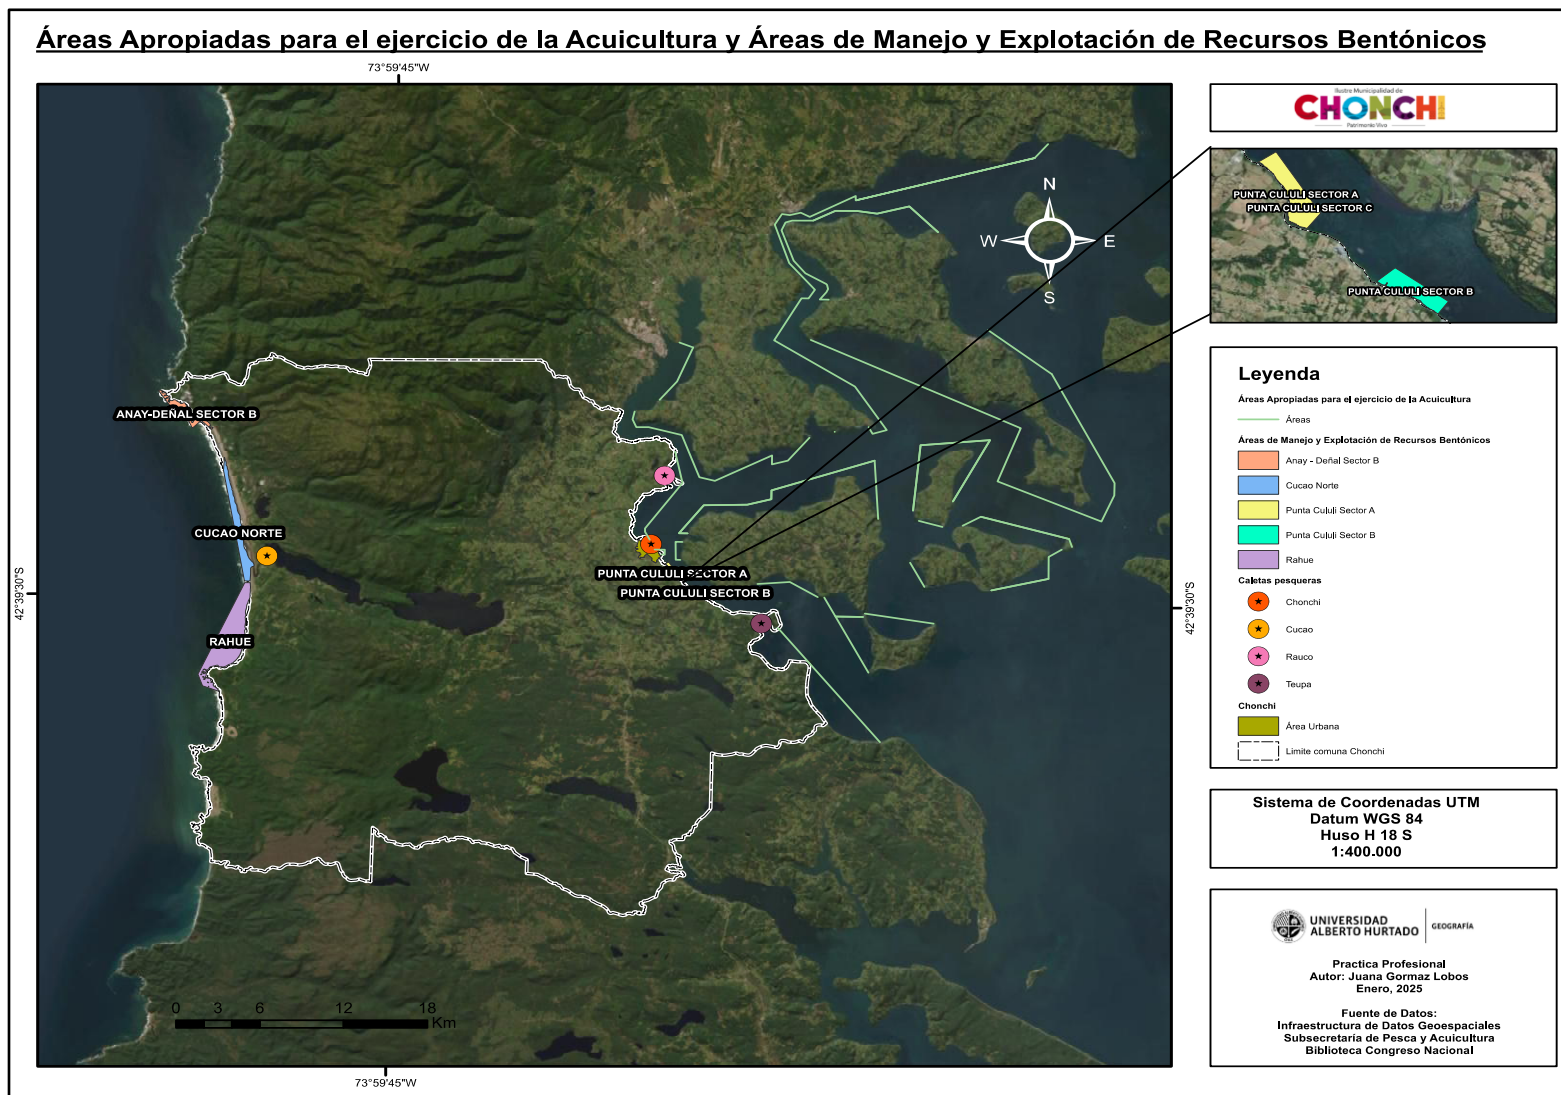 Áreas Apropiadas para el ejercicio de la Acuicultura y Áreas de Manejo y Explotación de Recursos Bentónicos
73°59'45"W
Ilustre Municipalidad de
CHONCHI
Patrimonio Vivo
PUNTA CULULI SECTOR A
PUNTA CULULI SECTOR C
PUNTA CULULI SECTOR B
N
W
E
S
ANAY-DEÑAL SECTOR B
CUCAO NORTE
PUNTA CULULI SECTOR A
PUNTA CULULI SECTOR B
RAHUE
42°39'30"S
42°39'30"S
Leyenda
Áreas Apropiadas para el ejercicio de la Acuicultura
Áreas
Áreas de Manejo y Explotación de Recursos Bentónicos
Anay - Deñal Sector B
Cucao Norte
Punta Cululi Sector A
Punta Cululi Sector B
Rahue
Caletas pesqueras
Chonchi
Cucao
Rauco
Teupa
Chonchi
Área Urbana
Limite comuna Chonchi
Sistema de Coordenadas UTM
Datum WGS 84
Huso H 18 S
1:400.000
UNIVERSIDAD
ALBERTO HURTADO
GEOGRAFÍA
Practica Profesional
Autor: Juana Gormaz Lobos
Enero, 2025
Fuente de Datos:
Infraestructura de Datos Geoespaciales
Subsecretaria de Pesca y Acuicultura
Biblioteca Congreso Nacional
0 3 6 12 18
Km
73°59'45"W